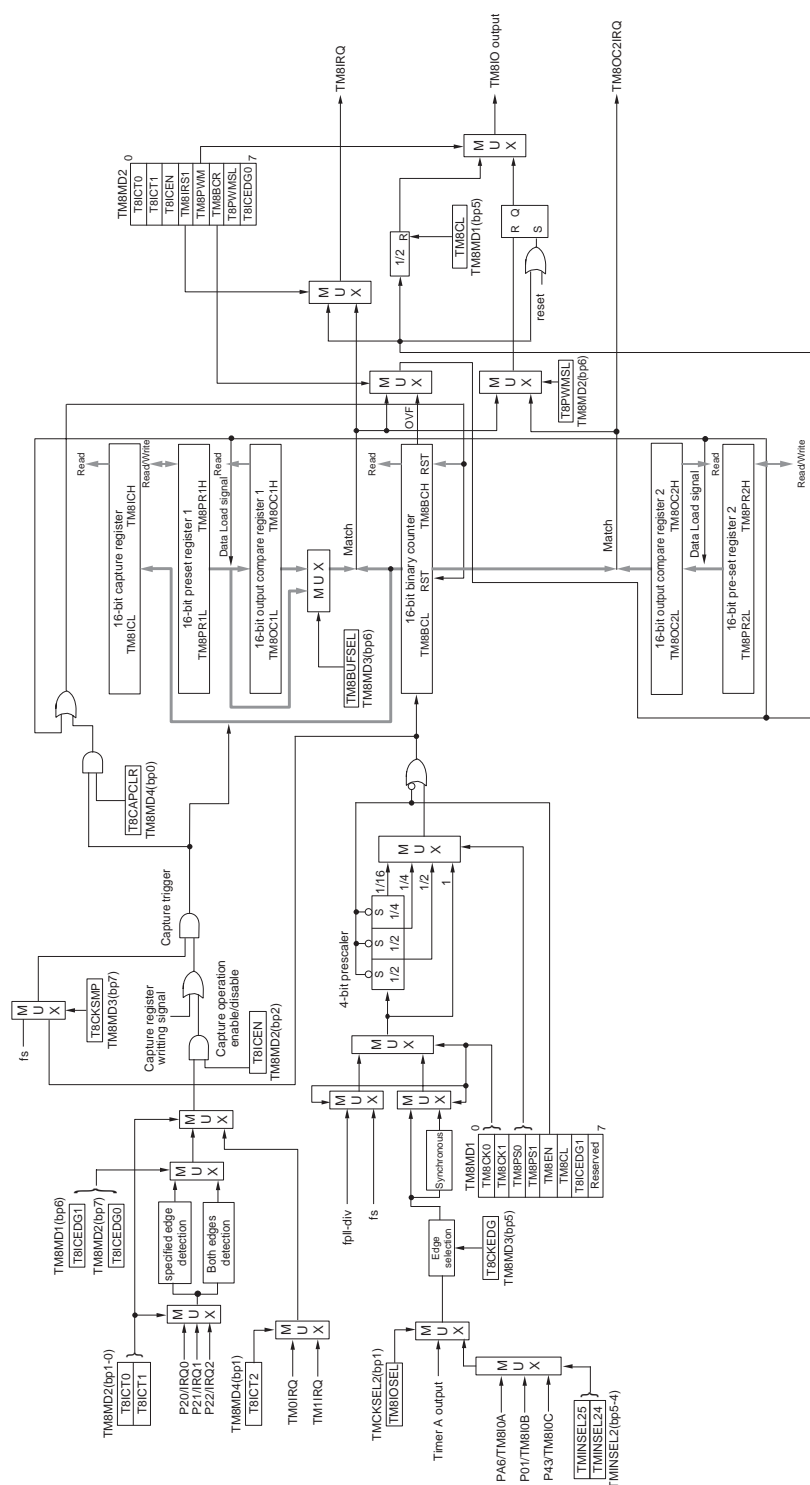 TM8MD2
0
T8ICT0
T8ICT1
T8ICEN
TM8IRS1
TM8PWM
TM8BCR
T8PWMSL
T8ICEDG0
7
TM8IRQ
TM8IO output
TM8OC2IRQ
M U X
M U X
1/2 R
TM8CL
TM8MD1(bp5)
R Q
S
reset
M U X
M U X
T8PWMSL
TM8MD2(bp6)
OVF
Read
16-bit capture register
TM8ICL
TM8ICH
Read/Write
16-bit preset register 1
TM8PR1L
TM8PR1H
Data Load signal
Read
16-bit output compare register 1
TM8OC1L
TM8OC1H
M U X
TM8BUFSEL
TM8MD3(bp6)
Match
Read
16-bit binary counter
TM8BCL
RST
TM8BCH
RST
Match
16-bit output compare register 2
TM8OC2L
TM8OC2H
Read
Data Load signal
16-bit pre-set register 2
TM8PR2L
TM8PR2H
Read/Write
T8CAPCLR
TM8MD4(bp0)
Capture trigger
fs
M U X
T8CKSMP
TM8MD3(bp7)
Capture register
writting signal
Capture operation
enable/disable
T8ICEN
TM8MD2(bp2)
4-bit prescaler
S
S
S
1/2
1/2
1/4
1/16
1/4
1/2
1
M U X
TM8MD1(bp6)
T8ICEDG1
TM8MD2(bp7)
T8ICEDG0
TM8MD2(bp1-0)
T8ICT0
T8ICT1
P20/IRQ0
P21/IRQ1
P22/IRQ2
M U X
specified edge
detection
Both edges
detection
M U X
M U X
TM8MD4(bp1)
T8ICT2
TM0IRQ
TM1IRQ
M U X
fpll-div
fs
M U X
M U X
M U X
Synchronous
TM8MD1
0
TM8CK0
TM8CK1
TM8PS0
TM8PS1
TM8EN
TM8CL
T8ICEDG1
Reserved
7
Edge
selection
T8CKEDG
TM8MD3(bp5)
TMCKSEL2(bp1)
TM8IOSEL
Timer A output
M U X
PA6/TM8IOA
P01/TM8IOB
P43/TM8IOC
M U X
TMINSEL25
TMINSEL24
TMINSEL2(bp5-4)